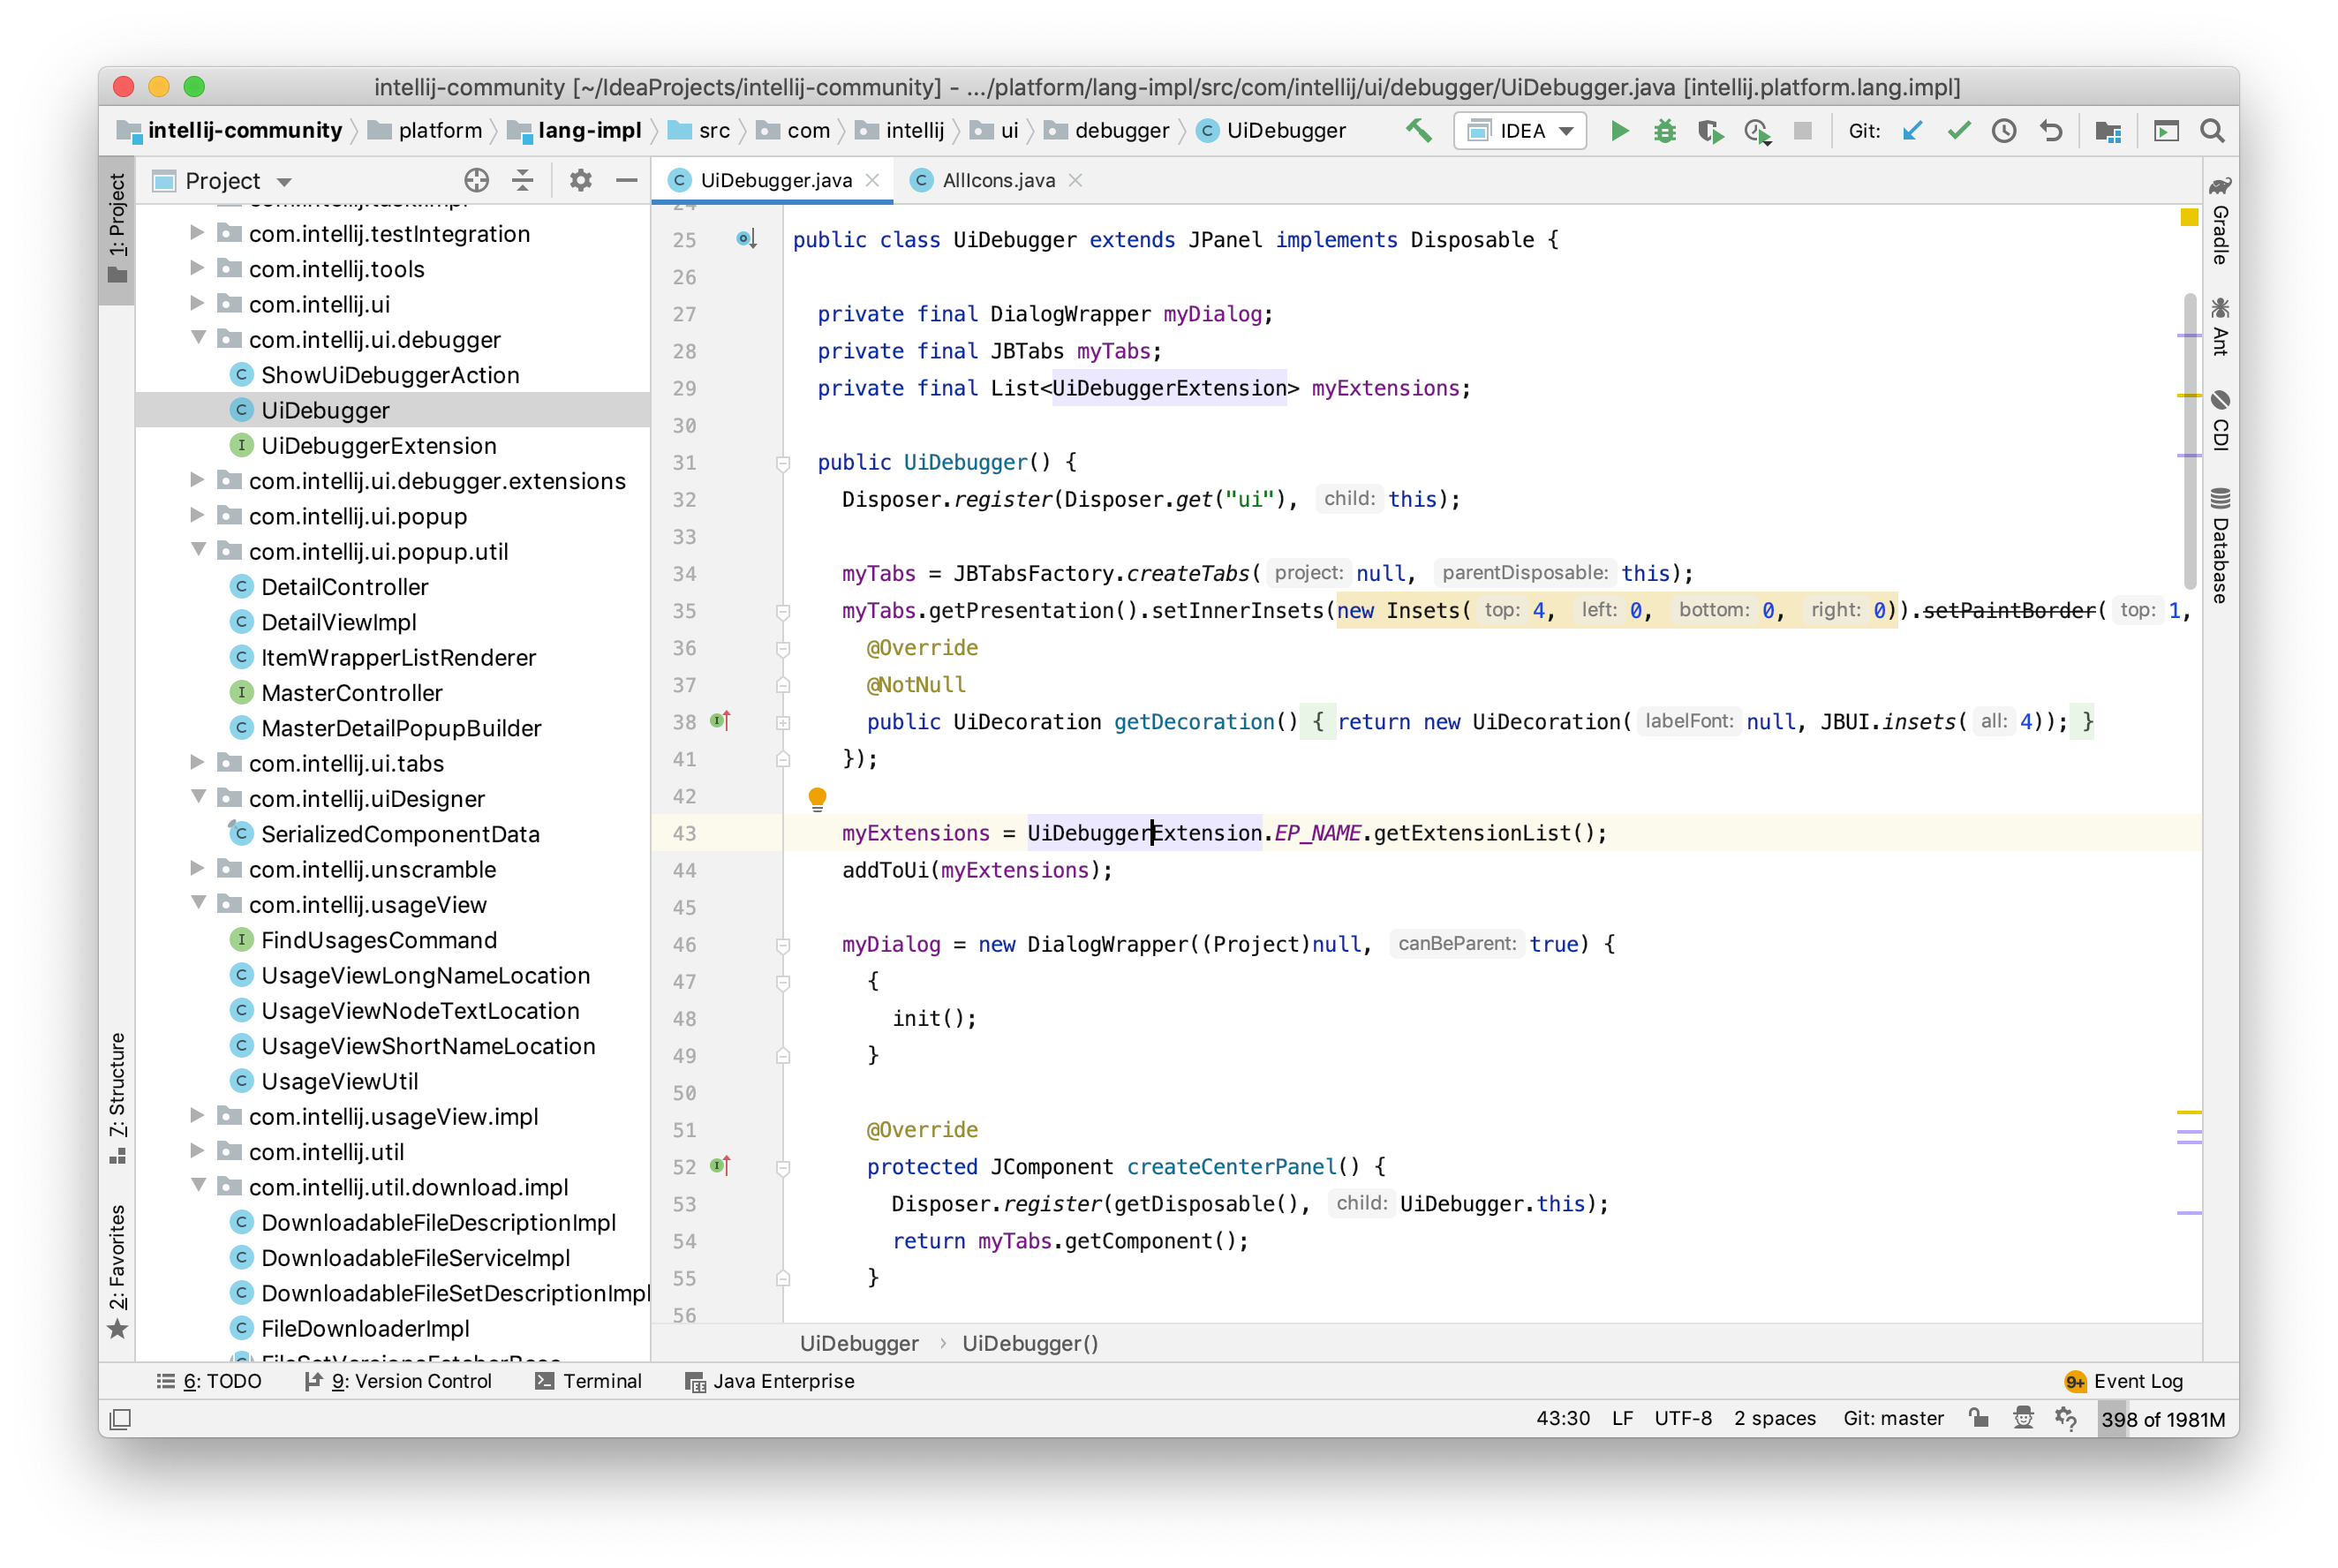 intellij-community [~/IdeaProjects/intellij-community] - .../platform/lang-impl/src/com/intellij/ui/debugger/UiDebugger.java [intellij.platform.lang.impl]
intellij-community platform lang-impl src com intellij ui debugger C UiDebugger IDEA Git:
1: Project
7: Structure
2: Favorites
Project
com.intellij.testIntegration
com.intellij.tools
com.intellij.ui
com.intellij.ui.debugger
C ShowUiDebuggerAction
C UiDebugger
I UiDebuggerExtension
com.intellij.ui.debugger.extensions
com.intellij.ui.popup
com.intellij.ui.popup.util
C DetailController
C DetailViewImpl
C ItemWrapperListRenderer
I MasterController
C MasterDetailPopupBuilder
com.intellij.ui.tabs
com.intellij.uiDesigner
C SerializedComponentData
com.intellij.unscramble
com.intellij.usageView
I FindUsagesCommand
C UsageViewLongNameLocation
C UsageViewNodeTextLocation
C UsageViewShortNameLocation
C UsageViewUtil
com.intellij.usageView.impl
com.intellij.util
com.intellij.util.download.impl
C DownloadableFileDescriptionImpl
C DownloadableFileServiceImpl
C DownloadableFileSetDescriptionImpl
C FileDownloaderImpl
C UiDebugger.java C AllIcons.java
25 public class UiDebugger extends JPanel implements Disposable {
26
27 private final DialogWrapper myDialog;
28 private final JBTabs myTabs;
29 private final List<UiDebuggerExtension> myExtensions;
30
31 public UiDebugger() {
32 Disposer.register(Disposer.get("ui"), child: this);
33
34 myTabs = JBTabsFactory.createTabs( project: null, parentDisposable: this);
35 myTabs.getPresentation().setInnerInsets(new Insets( top: 4, left: 0, bottom: 0, right: 0)).setPaintBorder( top: 1,
36 @Override
37 @NotNull
38 public UiDecoration getDecoration() { return new UiDecoration( labelFont: null, JBUI.insets( all: 4)); }
41 });
42
43 myExtensions = UiDebuggerExtension.EP_NAME.getExtensionList();
44 addToUi(myExtensions);
45
46 myDialog = new DialogWrapper((Project)null, canBeParent: true) {
47 {
48 init();
49 }
50
51 @Override
52 protected JComponent createCenterPanel() {
53 Disposer.register(getDisposable(), child: UiDebugger.this);
54 return myTabs.getComponent();
55 }
56
UiDebugger › UiDebugger()
Gradle
Ant
CDI
Database
6: TODO 9: Version Control Terminal Java Enterprise 9+ Event Log
43:30 LF UTF-8 2 spaces Git: master 398 of 1981M